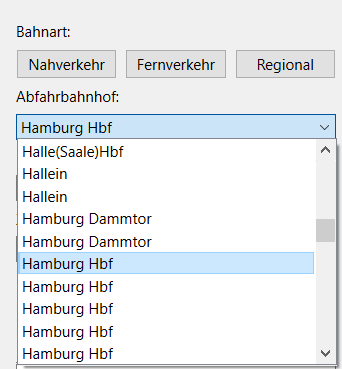 Bahnart:
Nahverkehr Fernverkehr Regional
Abfahrbahnhof:
Hamburg Hbf
Halle(Saale)Hbf
Hallein
Hallein
Hamburg Dammtor
Hamburg Dammtor
Hamburg Hbf
Hamburg Hbf
Hamburg Hbf
Hamburg Hbf
Hamburg Hbf